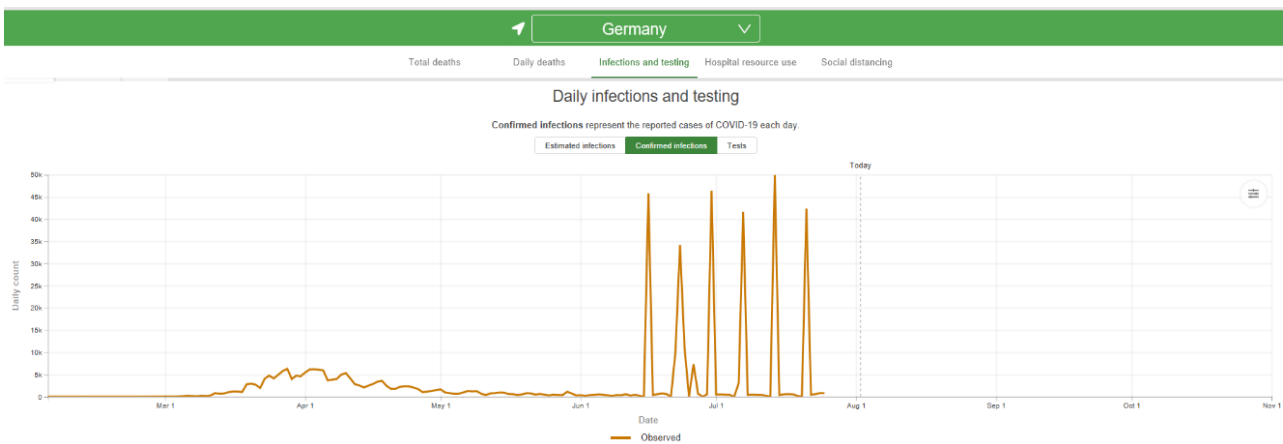 Germany
Total deaths Daily deaths Infections and testing Hospital resource use Social distancing
Daily infections and testing
Confirmed infections represent the reported cases of COVID-19 each day.
Estimated infections Confirmed infections Tests
Today
50k
45k
40k
35k
30k
25k
20k
15k
10k
5k
0
Daily count
Mar 1 Apr 1 May 1 Jun 1 Jul 1 Aug 1 Sep 1 Oct 1 Nov 1
Date
Observed